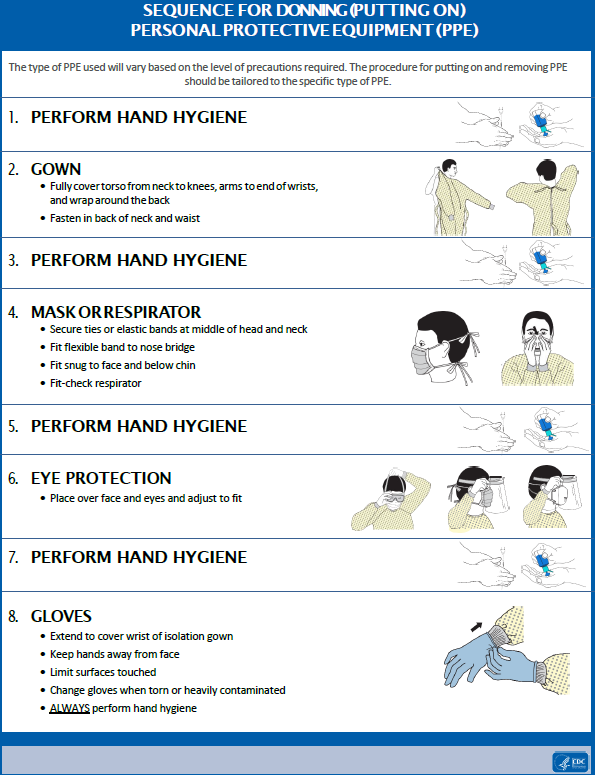 SEQUENCE FOR DONNING (PUTTING ON)
PERSONAL PROTECTIVE EQUIPMENT (PPE)
The type of PPE used will vary based on the level of precautions required. The procedure for putting on and removing PPE
should be tailored to the specific type of PPE.
1. PERFORM HAND HYGIENE
2. GOWN
• Fully cover torso from neck to knees, arms to end of wrists,
and wrap around the back
• Fasten in back of neck and waist
3. PERFORM HAND HYGIENE
4. MASK OR RESPIRATOR
• Secure ties or elastic bands at middle of head and neck
• Fit flexible band to nose bridge
• Fit snug to face and below chin
• Fit-check respirator
5. PERFORM HAND HYGIENE
6. EYE PROTECTION
• Place over face and eyes and adjust to fit
7. PERFORM HAND HYGIENE
8. GLOVES
• Extend to cover wrist of isolation gown
• Keep hands away from face
• Limit surfaces touched
• Change gloves when torn or heavily contaminated
• ALWAYS perform hand hygiene
CDC